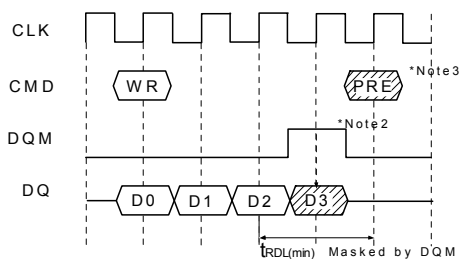 CLK
CMD WR PRE *Note3
DQM *Note2
DQ D0 D1 D2 D3
tRDL(min) Masked by DQM